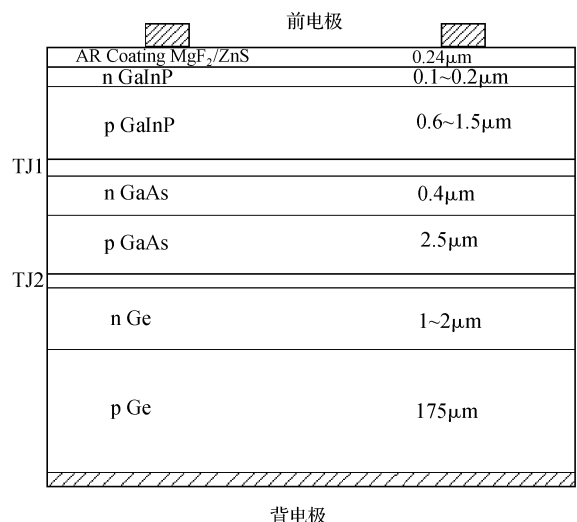 前电极
AR Coating MgF₂/ZnS 0.24μm
n GaInP 0.1~0.2μm
p GaInP 0.6~1.5μm
TJ1
n GaAs 0.4μm
p GaAs 2.5μm
TJ2
n Ge 1~2μm
p Ge 175μm
背电极